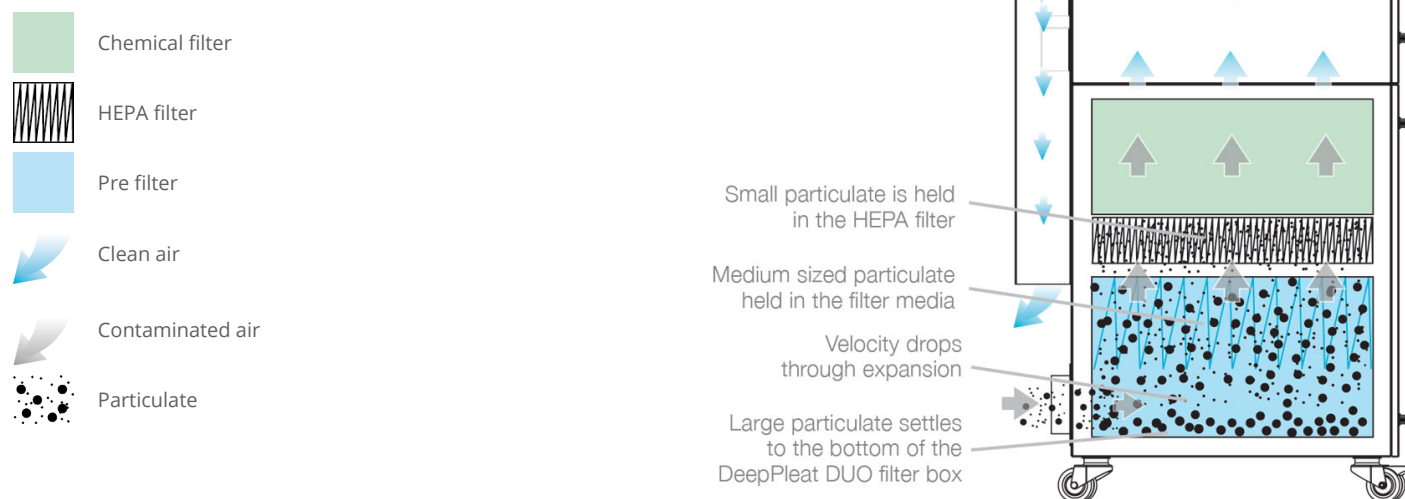 Chemical filter
HEPA filter
Pre filter
Clean air
Contaminated air
Particulate
Small particulate is held
in the HEPA filter
Medium sized particulate
held in the filter media
Velocity drops
through expansion
Large particulate settles
to the bottom of the
DeepPleat DUO filter box